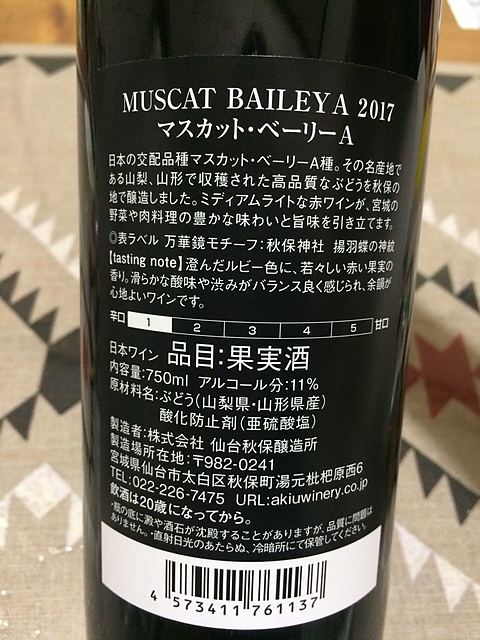 MUSCAT BAILEY A 2017
マスカット・ベーリーA
日本の交配品種マスカット・ベーリーA種。その名産地で
ある山梨、山形で収穫された高品質なぶどうを秋保の
地で醸造しました。ミディアムライトな赤ワインが、宮城の
野菜や肉料理の豊かな味わいと旨味を引き立てます。
◎表ラベル 万華鏡モチーフ:秋保神社 揚羽蝶の神紋
【tasting note】澄んだルビー色に、若々しい赤い果実の
香り。滑らかな酸味や渋みがバランス良く感じられ、余韻が
心地よいワインです。
辛口 1 2 3 4 5 甘口
日本ワイン 品目:果実酒
内容量:750ml アルコール分:11%
原材料名:ぶどう(山梨県・山形県産)
酸化防止剤(亜硫酸塩)
製造者:株式会社 仙台秋保醸造所
製造場所在地:〒982-0241
宮城県仙台市太白区秋保町湯元枇杷原西6
TEL:022-226-7475 URL:akiuwinery.co.jp
飲酒は20歳になってから。
・瓶の底に澱や酒石が沈殿することがありますが、品質に問題は
ありません。・直射日光のあたらぬ、冷暗所にて保管してください。
4 573411 761137